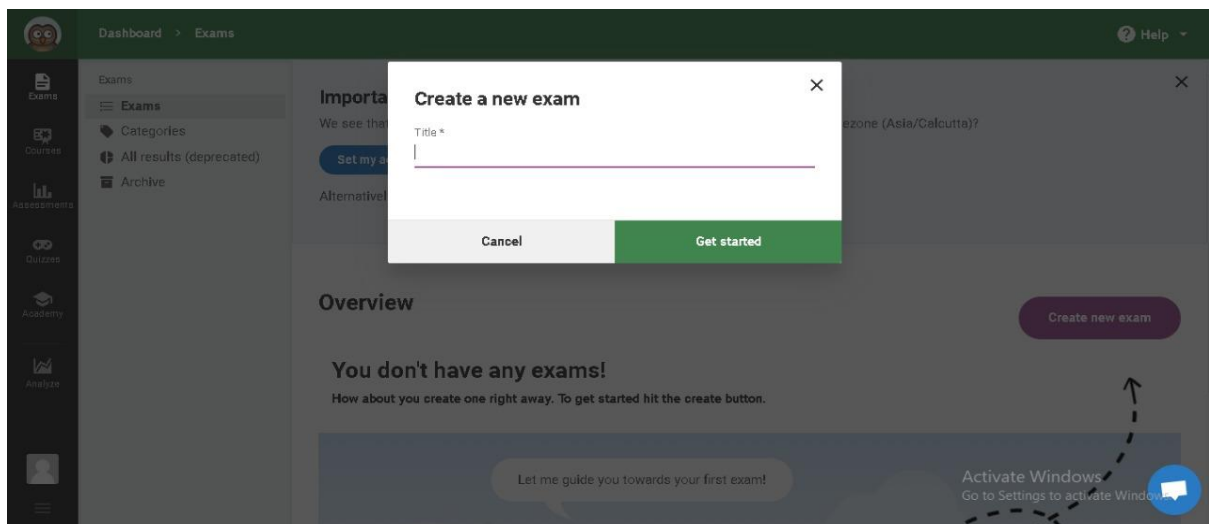 Dashboard > Exams
Help
Exams
Courses
Assessments
Quizzes
Academy
Analyze
Exams
Exams
Categories
All results (deprecated)
Archive
Importa
We see that
ezone (Asia/Calcutta)?
Set my a
Alternativel
Create a new exam
Title *
Cancel
Get started
Overview
Create new exam
You don't have any exams!
How about you create one right away. To get started hit the create button.
Let me guide you towards your first exam!
Activate Windows
Go to Settings to activate Windows